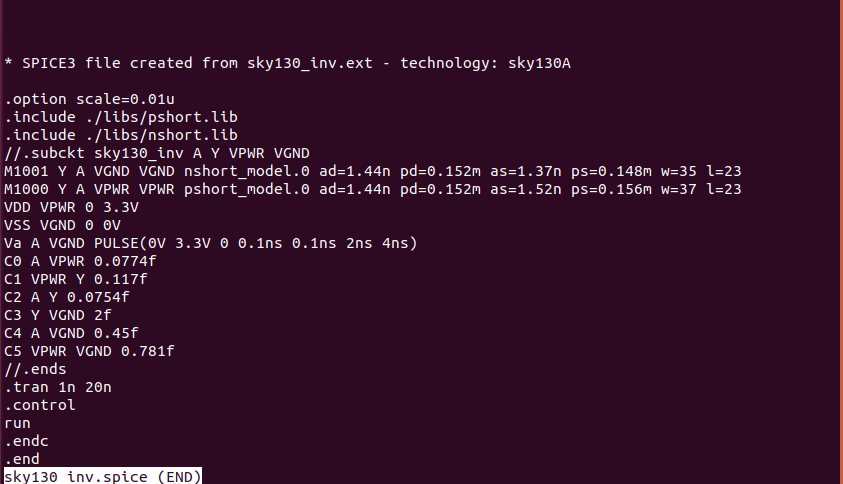 * SPICE3 file created from sky130_inv.ext - technology: sky130A
.option scale=0.01u
.include ./libs/pshort.lib
.include ./libs/nshort.lib
//.subckt sky130_inv A Y VPWR VGND
M1001 Y A VGND VGND nshort_model.0 ad=1.44n pd=0.152m as=1.37n ps=0.148m w=35 l=23
M1000 Y A VPWR VPWR pshort_model.0 ad=1.44n pd=0.152m as=1.52n ps=0.156m w=37 l=23
VDD VPWR 0 3.3V
VSS VGND 0 0V
Va A VGND PULSE(0V 3.3V 0 0.1ns 0.1ns 2ns 4ns)
C0 A VPWR 0.0774f
C1 VPWR Y 0.117f
C2 A Y 0.0754f
C3 Y VGND 2f
C4 A VGND 0.45f
C5 VPWR VGND 0.781f
//.ends
.tran 1n 20n
.control
run
.endc
.end
sky130_inv.spice (END)